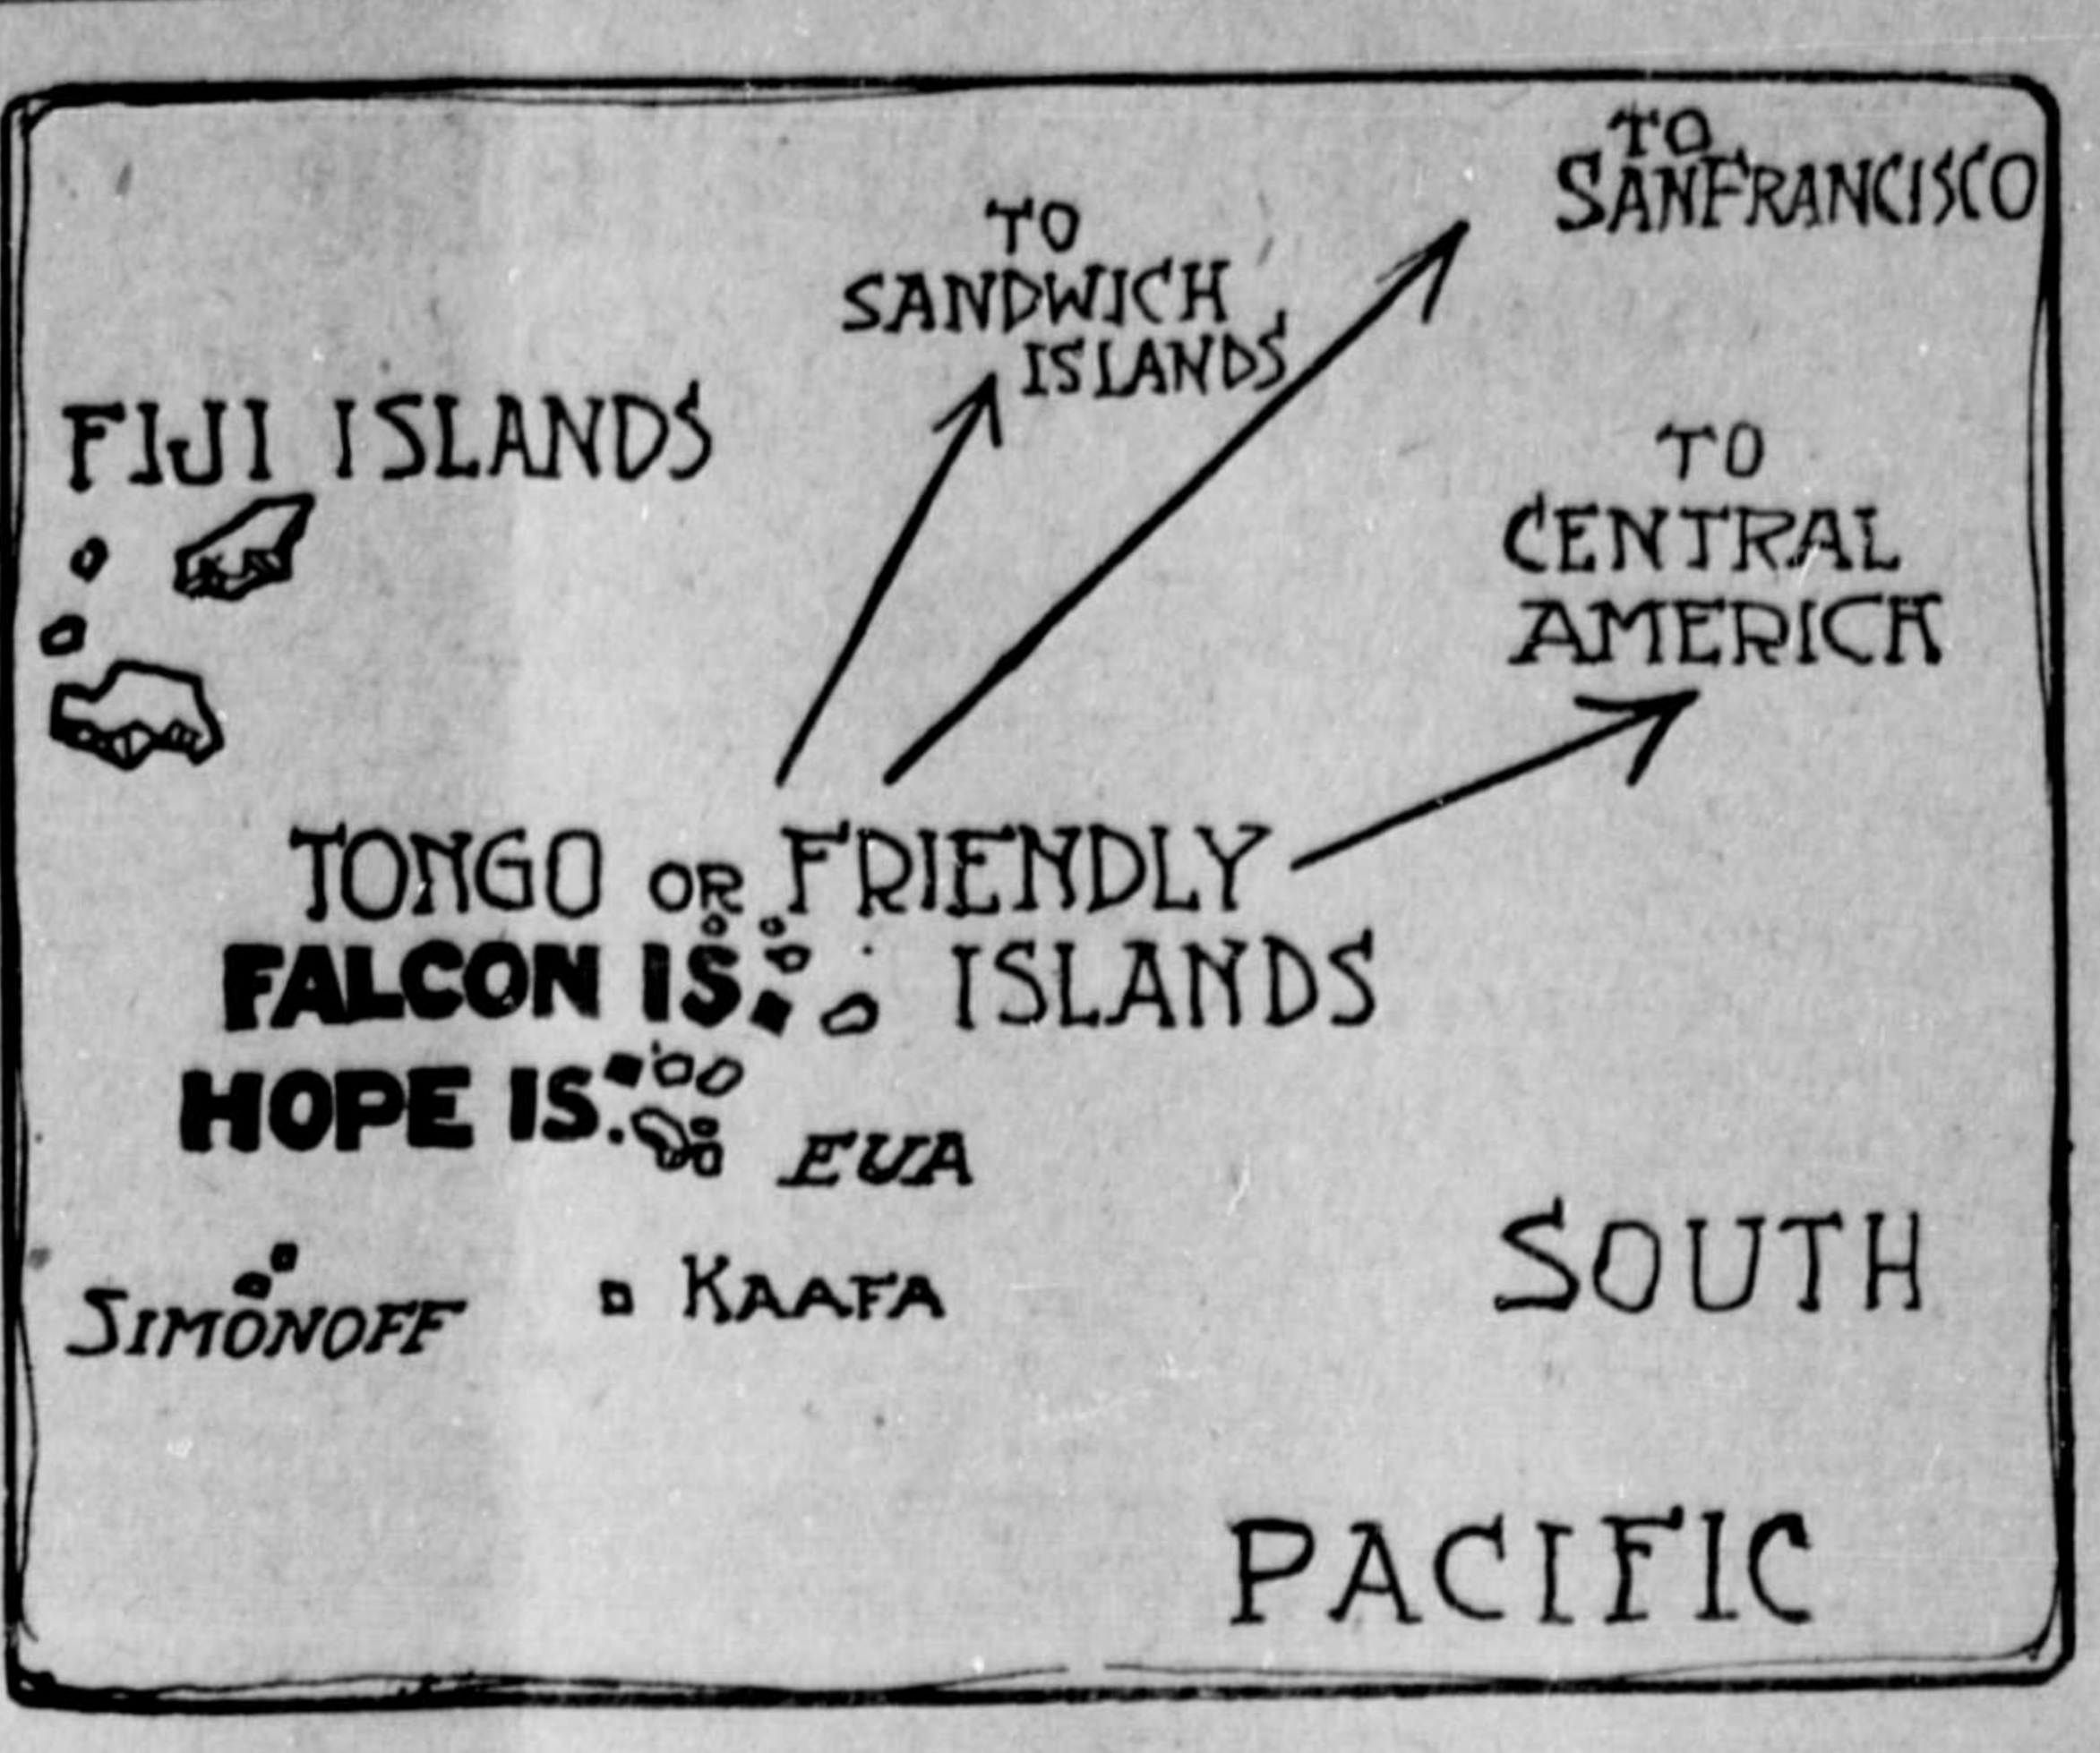 TO
SANFRANCISCO
TO
SANDWICH
ISLANDS
FIJI ISLANDS
TO
CENTRAL
AMERICA
TONGO OR FRIENDLY
ISLANDS
FALCON IS.
HOPE IS.
EUA
SIMONOFF
KAAFA
SOUTH
PACIFIC